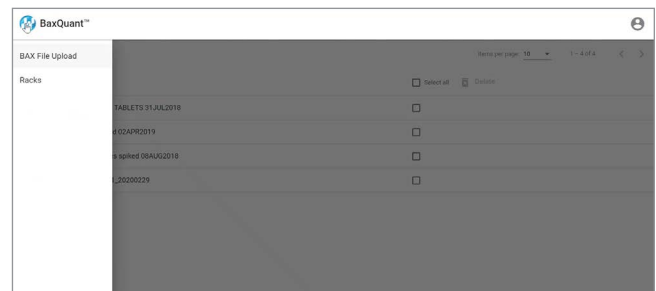 BaxQuant™
BAX File Upload
Racks
Items per page: 10
1 – 4 of 4
Select all
Delete
TABLETS 31JUL2018
d 02APR2019
s spiked 08AUG2018
_20200229